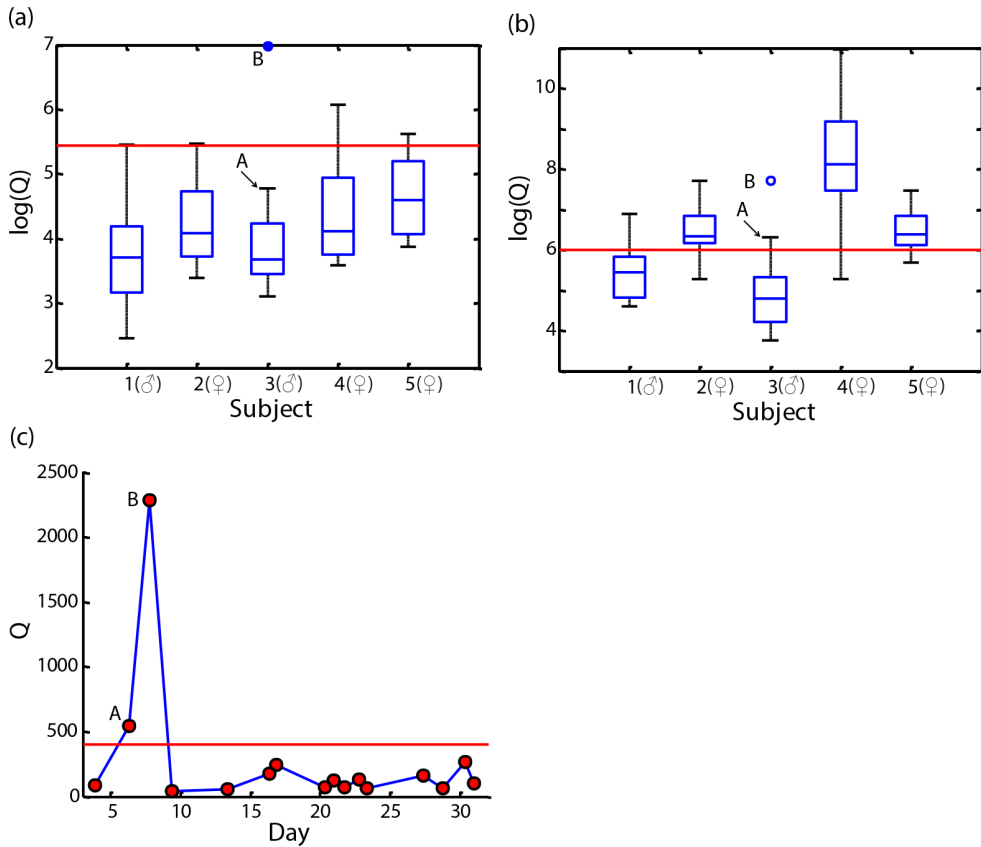 (a)
7
6
5
4
3
2
log(Q)
B
A
1(♂) 2(♀) 3(♂) 4(♀) 5(♀)
Subject
(b)
10
8
6
4
log(Q)
B
A
1(♂) 2(♀) 3(♂) 4(♀) 5(♀)
Subject
(c)
2500
2000
1500
1000
500
0
Q
B
A
5 10 15 20 25 30
Day